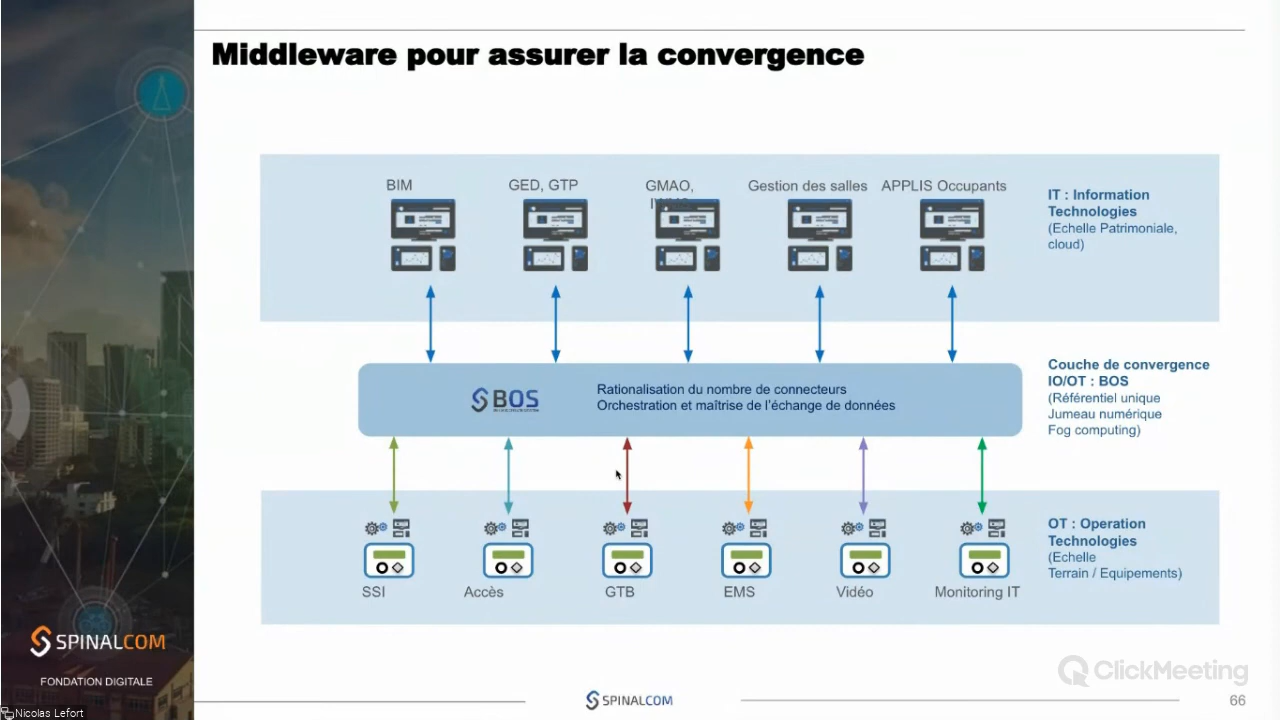 Middleware pour assurer la convergence
BIM
GED, GTP
GMAO,
Gestion des salles
APPLIS Occupants
IT : Information
Technologies
(Echelle Patrimoniale,
cloud)
BOS
Rationalisation du nombre de connecteurs
Orchestration et maîtrise de l'échange de données
Couche de convergence
IO/OT : BOS
(Référentiel unique
Jumeau numérique
Fog computing)
OT : Operation
Technologies
(Echelle
Terrain / Equipements)
SSI
Accès
GTB
EMS
Vidéo
Monitoring IT
SPINALCOM
FONDATION DIGITALE
ClickMeeting
SPINALCOM
66
Nicolas Lefort